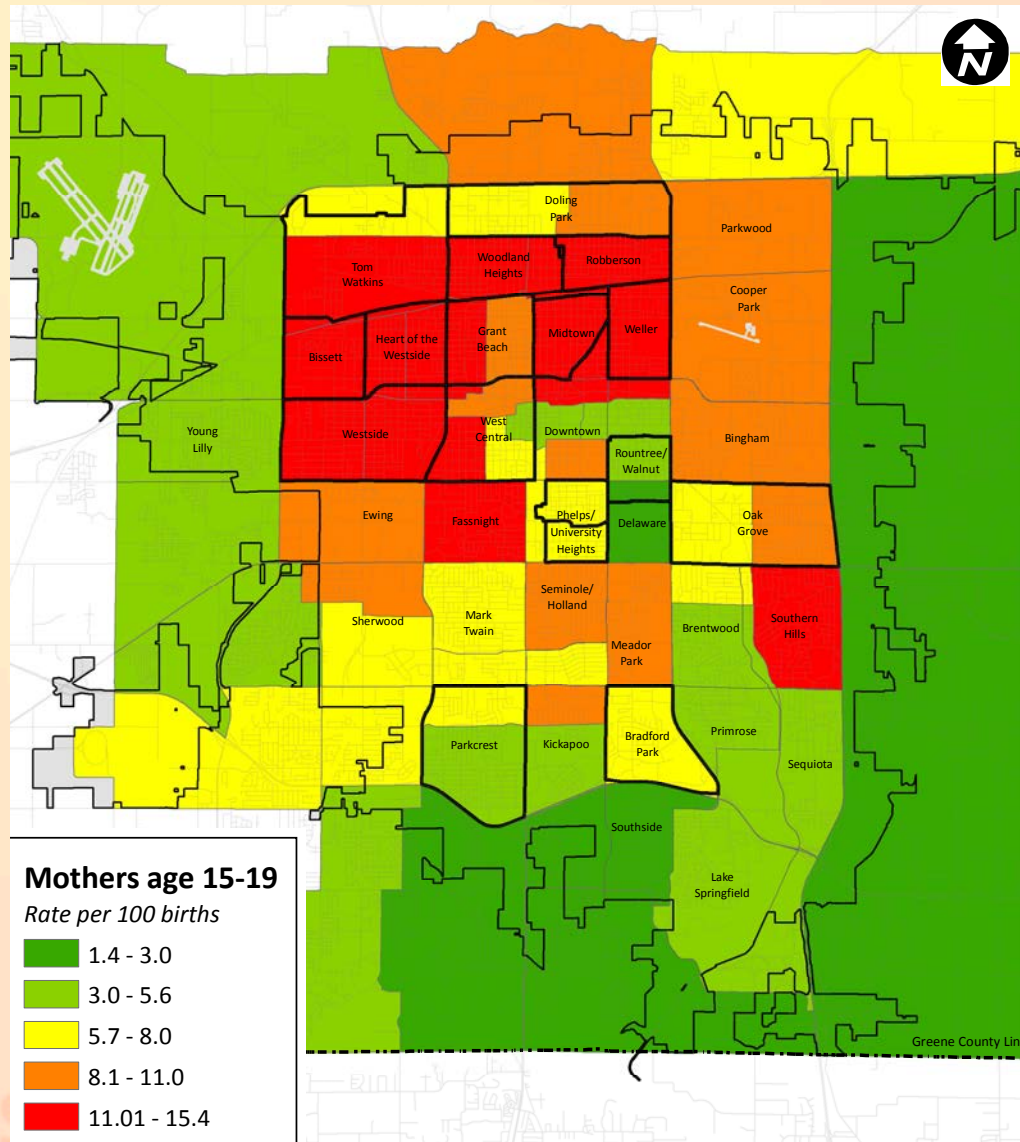 N
Doling
Park
Parkwood
Tom
Watkins
Woodland
Heights
Robberson
Cooper
Park
Bissett
Heart of the
Westside
Grant
Beach
Midtown
Weller
Young
Lilly
Westside
West
Central
Downtown
Bingham
Rountree/
Walnut
Ewing
Fassnight
Phelps/
University
Heights
Delaware
Oak
Grove
Sherwood
Mark
Twain
Seminole/
Holland
Meador
Park
Brentwood
Southern
Hills
Parkcrest
Kickapoo
Bradford
Park
Primrose
Sequiota
Southside
Lake
Springfield
Greene County Lin
Mothers age 15-19
Rate per 100 births
1.4 - 3.0
3.0 - 5.6
5.7 - 8.0
8.1 - 11.0
11.01 - 15.4